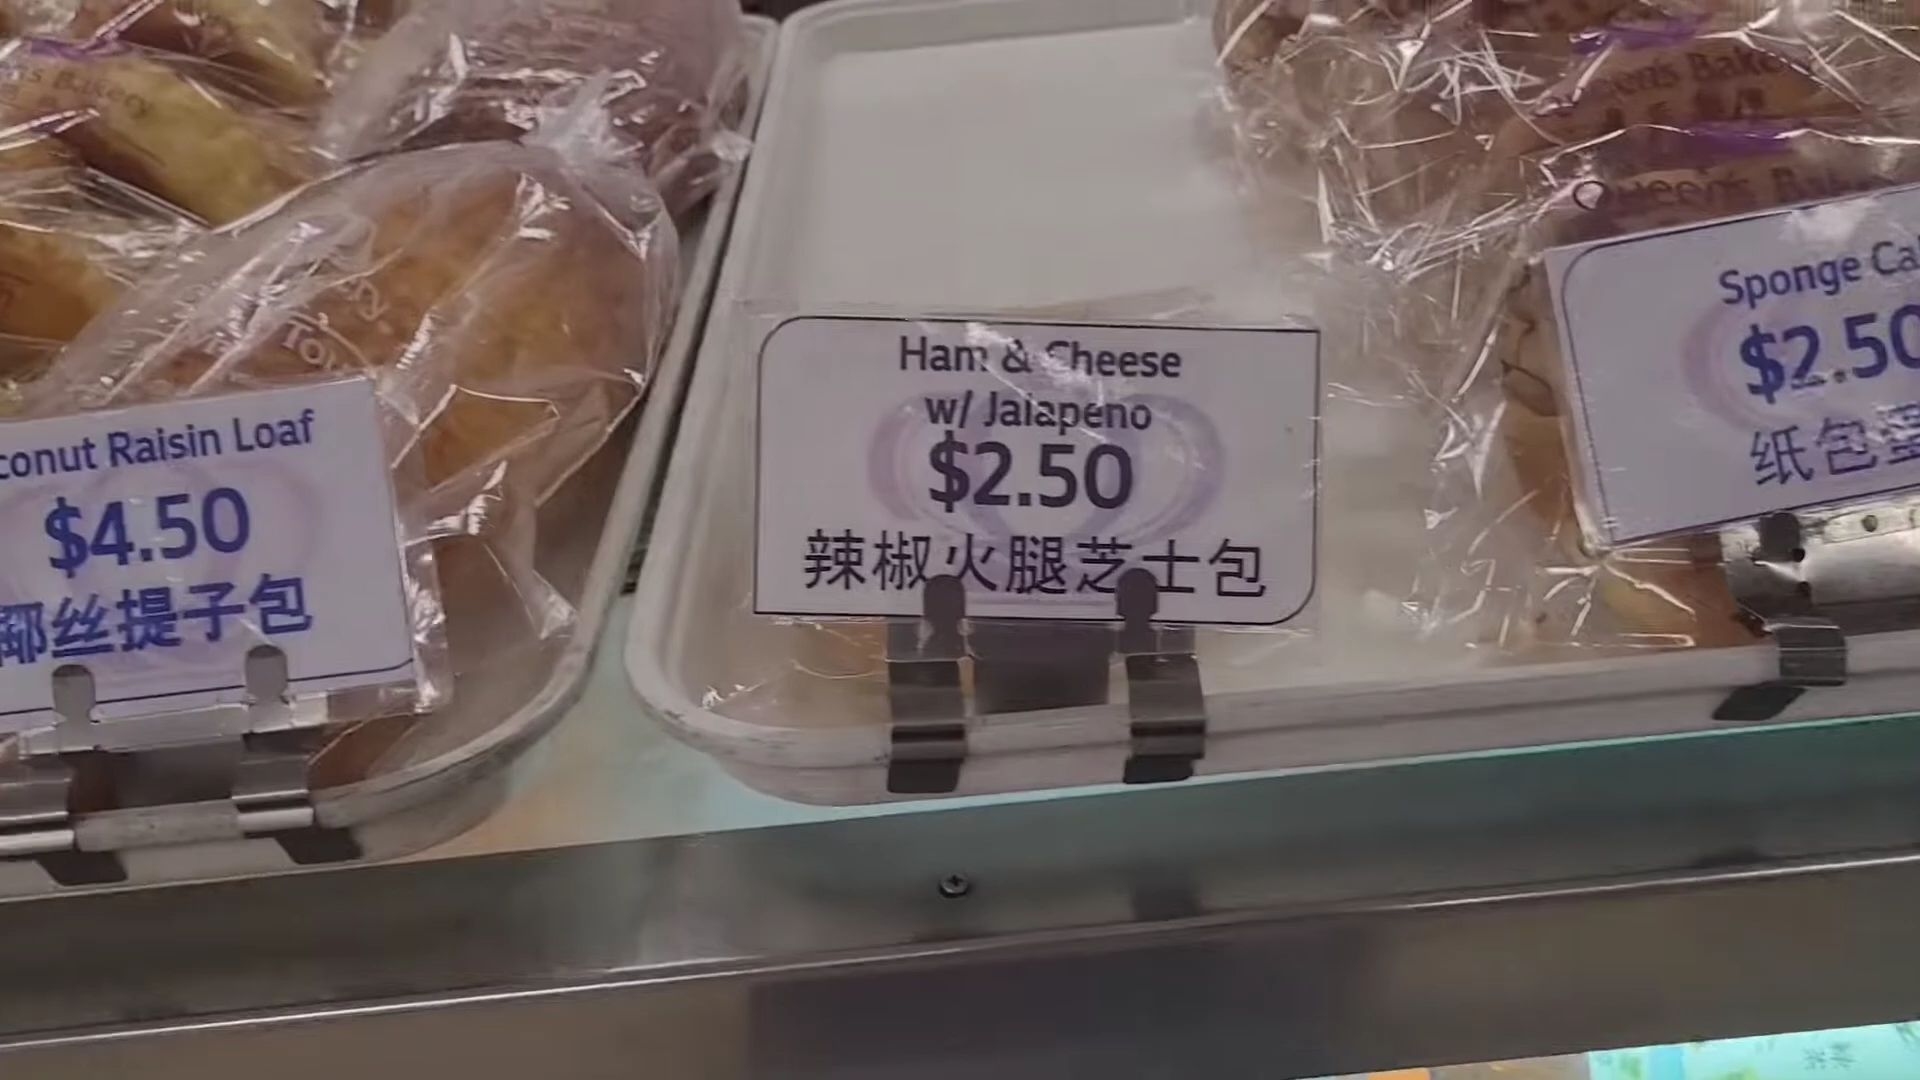 conut Raisin Loaf
$4.50
椰丝提子包
Ham & Cheese
w/ Jalapeno
$2.50
辣椒火腿芝士包
Sponge Ca
$2.50
纸包蛋
Queen's Bake
Bakery